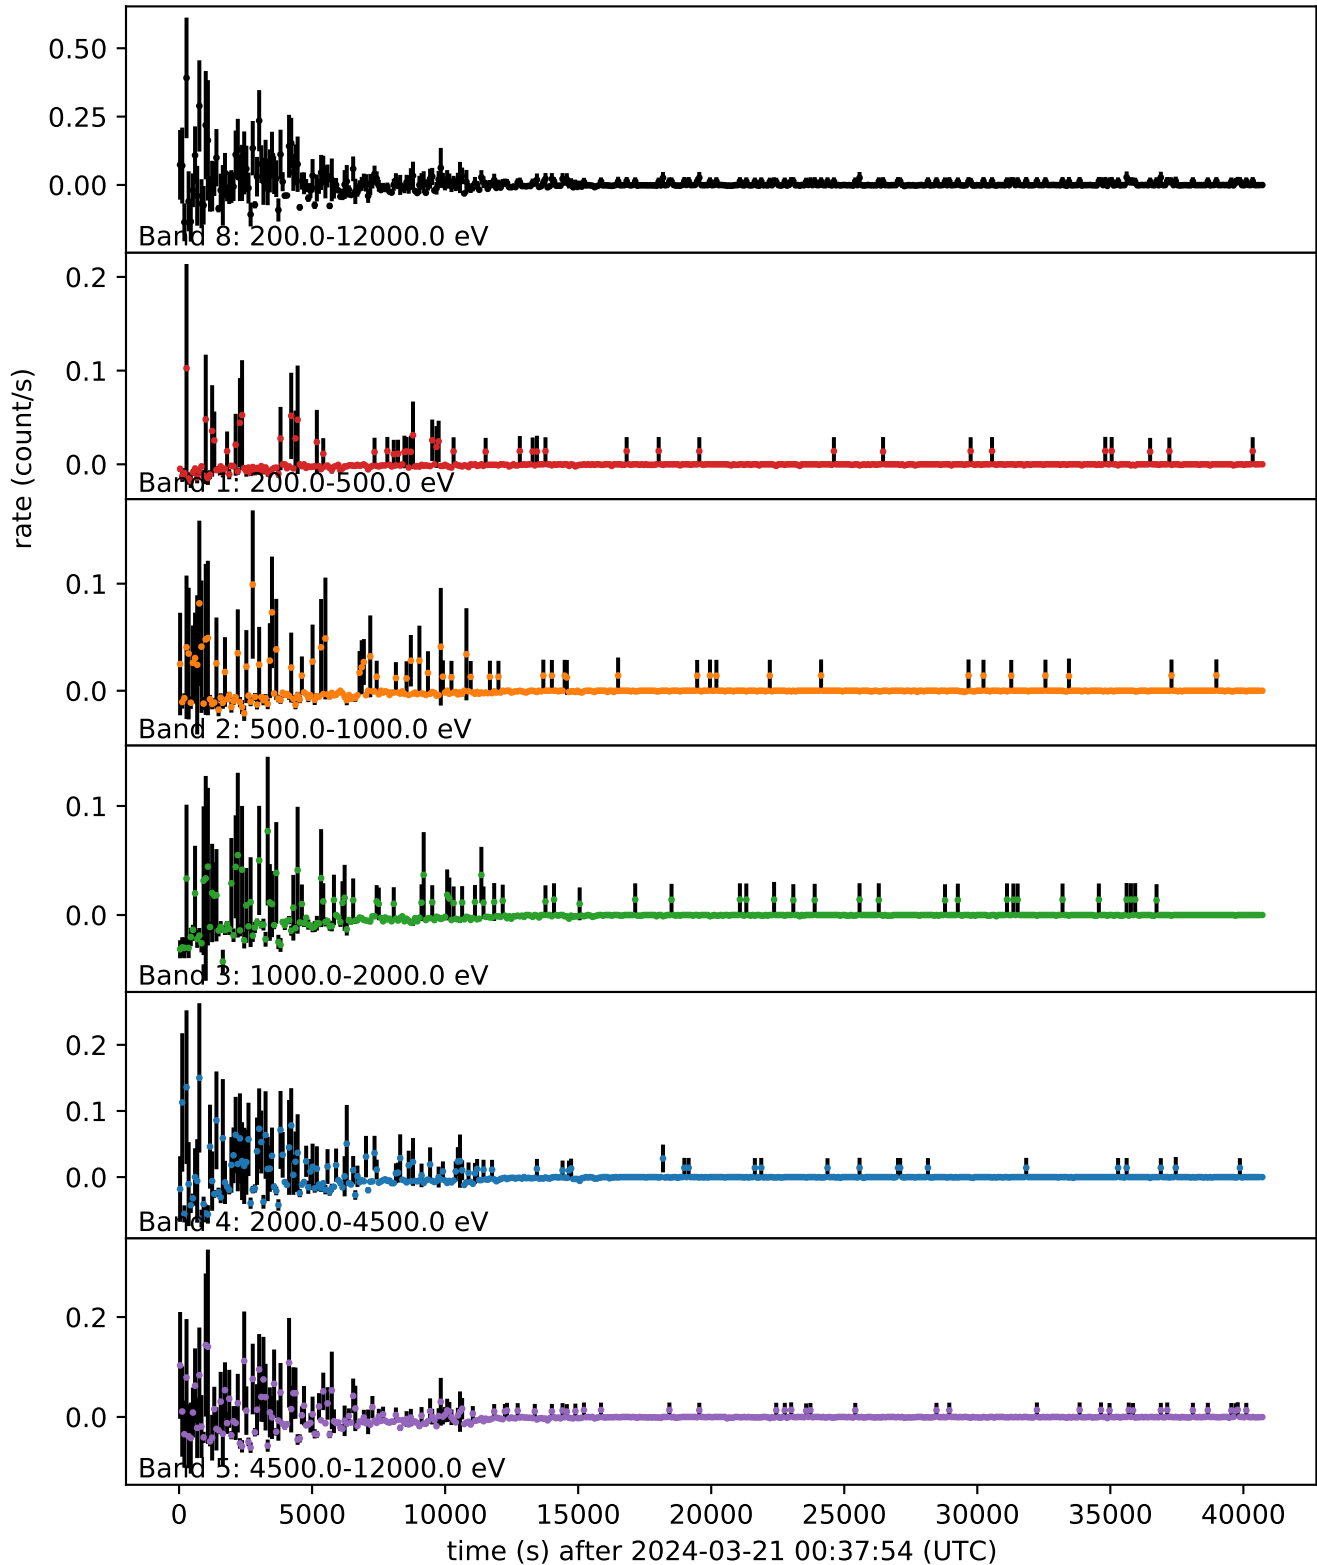 0.50
0.25
0.00
Band 8: 200.0-12000.0 eV
0.2
0.1
0.0
Band 1: 200.0-500.0 eV
rate (count/s)
0.1
0.0
Band 2: 500.0-1000.0 eV
0.1
0.0
Band 3: 1000.0-2000.0 eV
0.2
0.1
0.0
Band 4: 2000.0-4500.0 eV
0.2
0.0
Band 5: 4500.0-12000.0 eV
0 5000 10000 15000 20000 25000 30000 35000 40000
time (s) after 2024-03-21 00:37:54 (UTC)